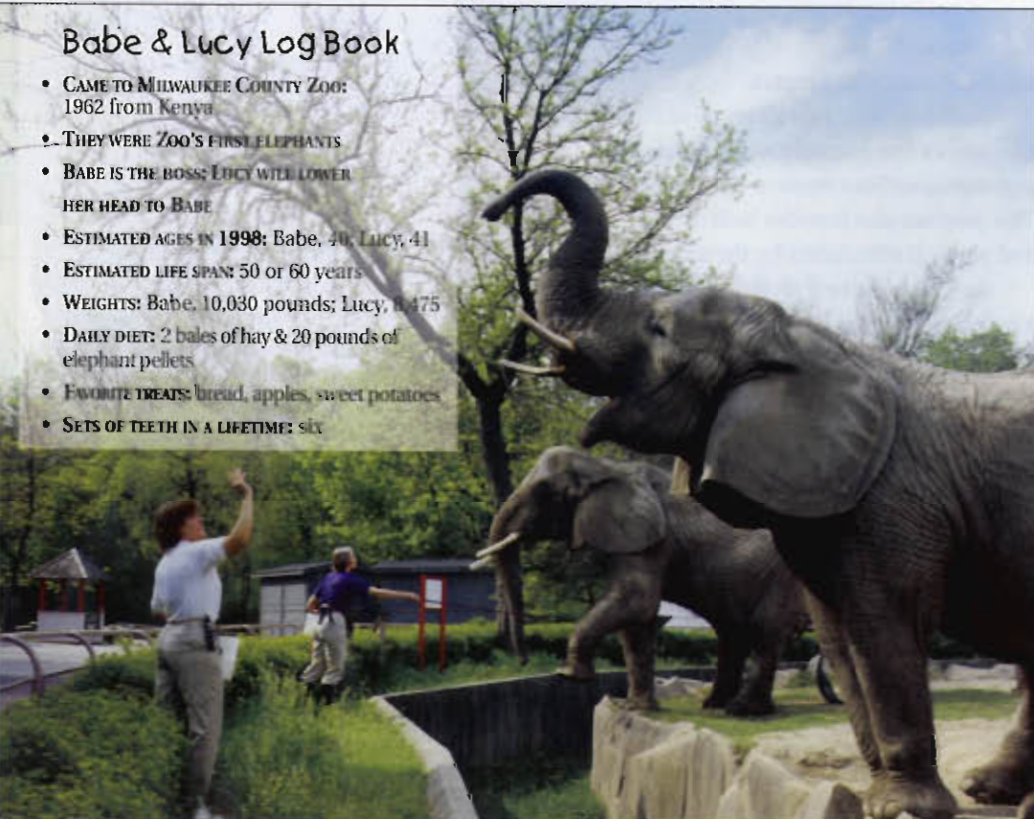 Babe & Lucy Log Book
• CAME TO MILWAUKEE COUNTY ZOO:
1962 from Kenya
• THEY WERE ZOO'S FIRST ELEPHANTS
• BABE IS THE BOSS; LUCY WILL LOWER
HER HEAD TO BABE
• ESTIMATED AGES IN 1998: Babe, 40; Lucy, 41
• ESTIMATED LIFE SPAN: 50 or 60 years
• WEIGHTS: Babe, 10,030 pounds; Lucy,
• DAILY DIET: 2 bales of hay & 20 pounds of
elephant pellets
• FAVORITE TREATS: bread, apples, sweet potatoes
• SETS OF TEETH IN A LIFETIME: six